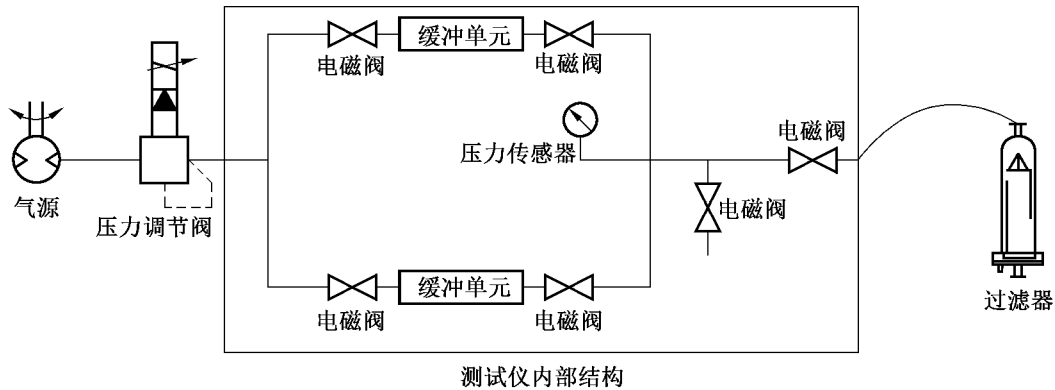 电磁阀
缓冲单元
电磁阀
气源
压力调节阀
压力传感器
电磁阀
电磁阀
电磁阀
缓冲单元
电磁阀
过滤器
测试仪内部结构